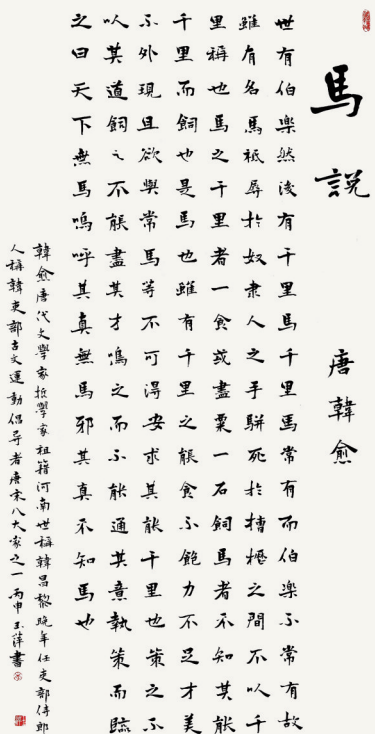 馬說
唐韓愈
世有伯樂然後有千里馬千里馬常有而伯樂不常有故
雖有名馬祇辱於奴隶人之手駢死於槽櫪之間不以千
里稱也馬之千里者一食或盡粟一石飼馬者不知其能
千里而飼也是馬也雖有千里之能食不飽力不足才美
不外現且欲與常馬等不可得安求其能千里也策之不
以其道飼之不能盡其才鳴之而不能通其意執策而臨
之曰天下無馬嗚呼其真無馬邪其真不知馬也
韓愈唐代文學家哲學家祖籍河南世稱韓昌黎晚年任吏部侍郎
人稱韓吏部古文運動倡导者唐宋八大家之一丙申玉萍書